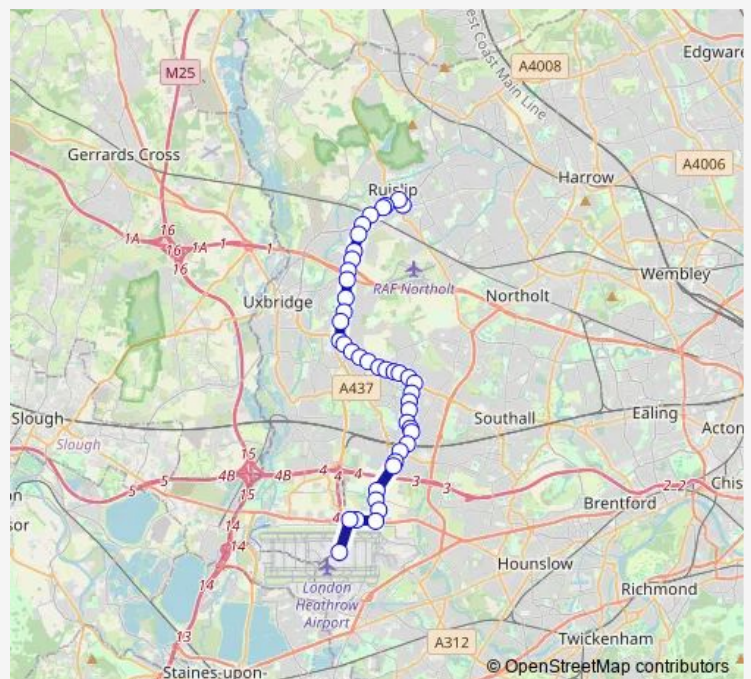 West Coast Main Line
Edgware
M25
A4008
Gerrards Cross
A4006
Ruislip
Harrow
16
1A
1A
1
1
16
RAF Northolt
Wembley
Uxbridge
Northolt
A437
Slough
Slough
Southall
Ealing
Acton
15
4B
4B
4
4
3
3
2
2
Chis
5
5
15
4
Brentford
sor
14
14
14
Hounslow
London
Heathrow
Airport
Richmond
13
A312
Twickenham
Staines-upon-
© OpenStreetMap contributors